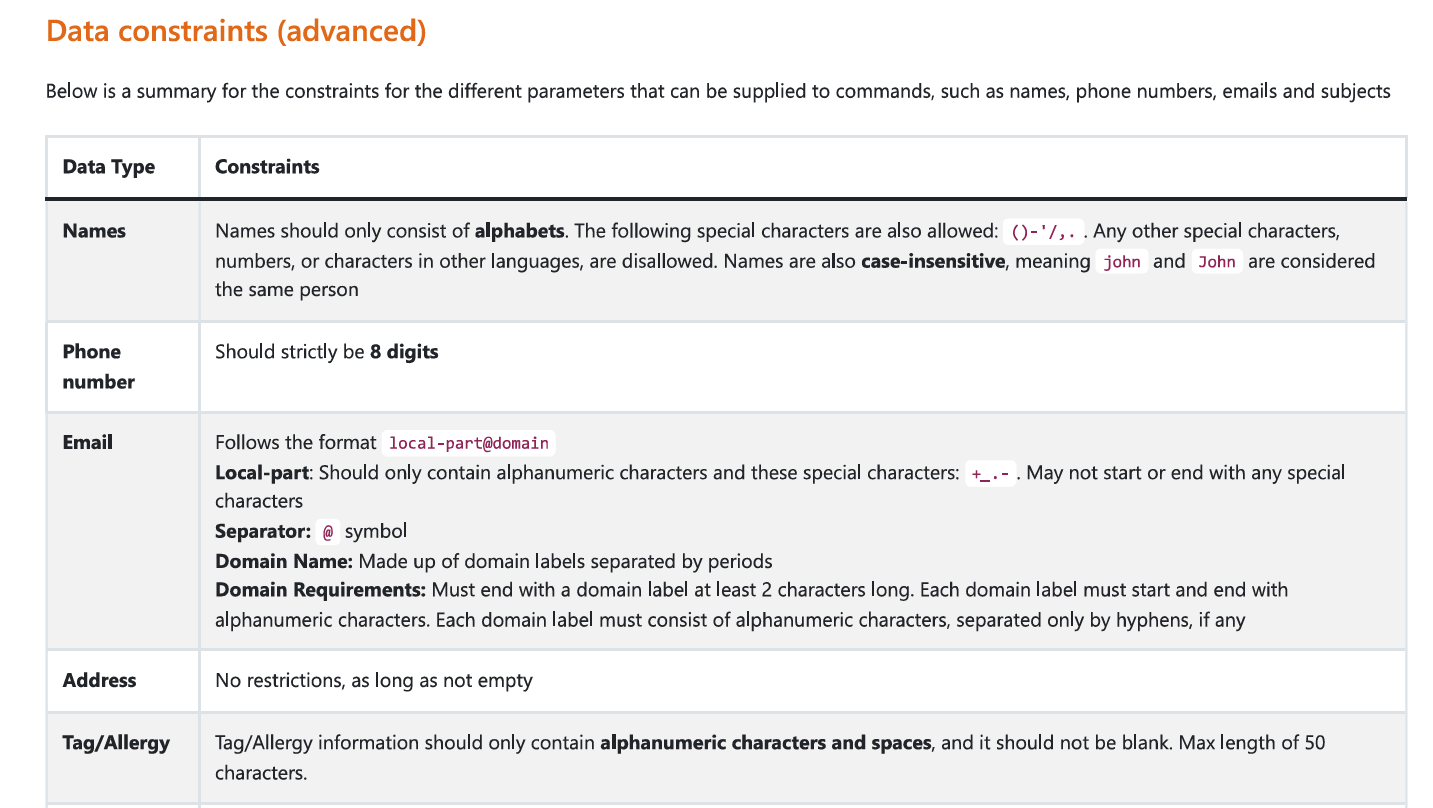 Data constraints (advanced)
Below is a summary for the constraints for the different parameters that can be supplied to commands, such as names, phone numbers, emails and subjects
Data Type
Constraints
Names
Names should only consist of alphabets. The following special characters are also allowed: ()-'/,. . Any other special characters,
numbers, or characters in other languages, are disallowed. Names are also case-insensitive, meaning john and John are considered
the same person
Phone
number
Should strictly be 8 digits
Email
Follows the format local-part@domain
Local-part: Should only contain alphanumeric characters and these special characters: +_.- . May not start or end with any special
characters
Separator: @ symbol
Domain Name: Made up of domain labels separated by periods
Domain Requirements: Must end with a domain label at least 2 characters long. Each domain label must start and end with
alphanumeric characters. Each domain label must consist of alphanumeric characters, separated only by hyphens, if any
Address
No restrictions, as long as not empty
Tag/Allergy
Tag/Allergy information should only contain alphanumeric characters and spaces, and it should not be blank. Max length of 50
characters.